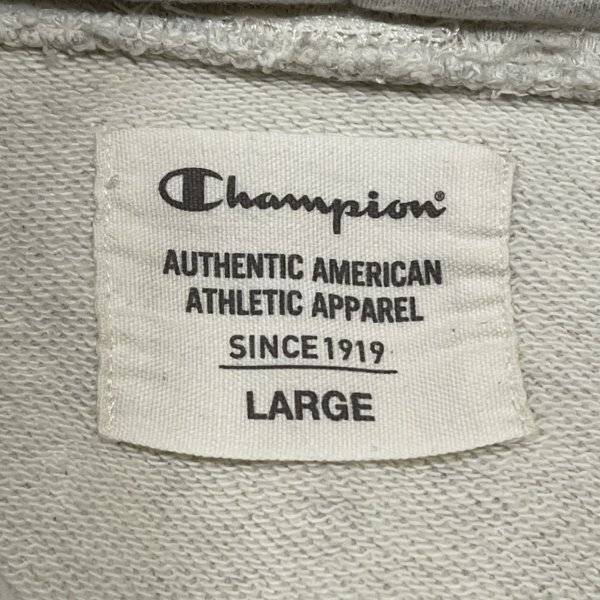 Champion®
AUTHENTIC AMERICAN
ATHLETIC APPAREL
SINCE 1919
LARGE